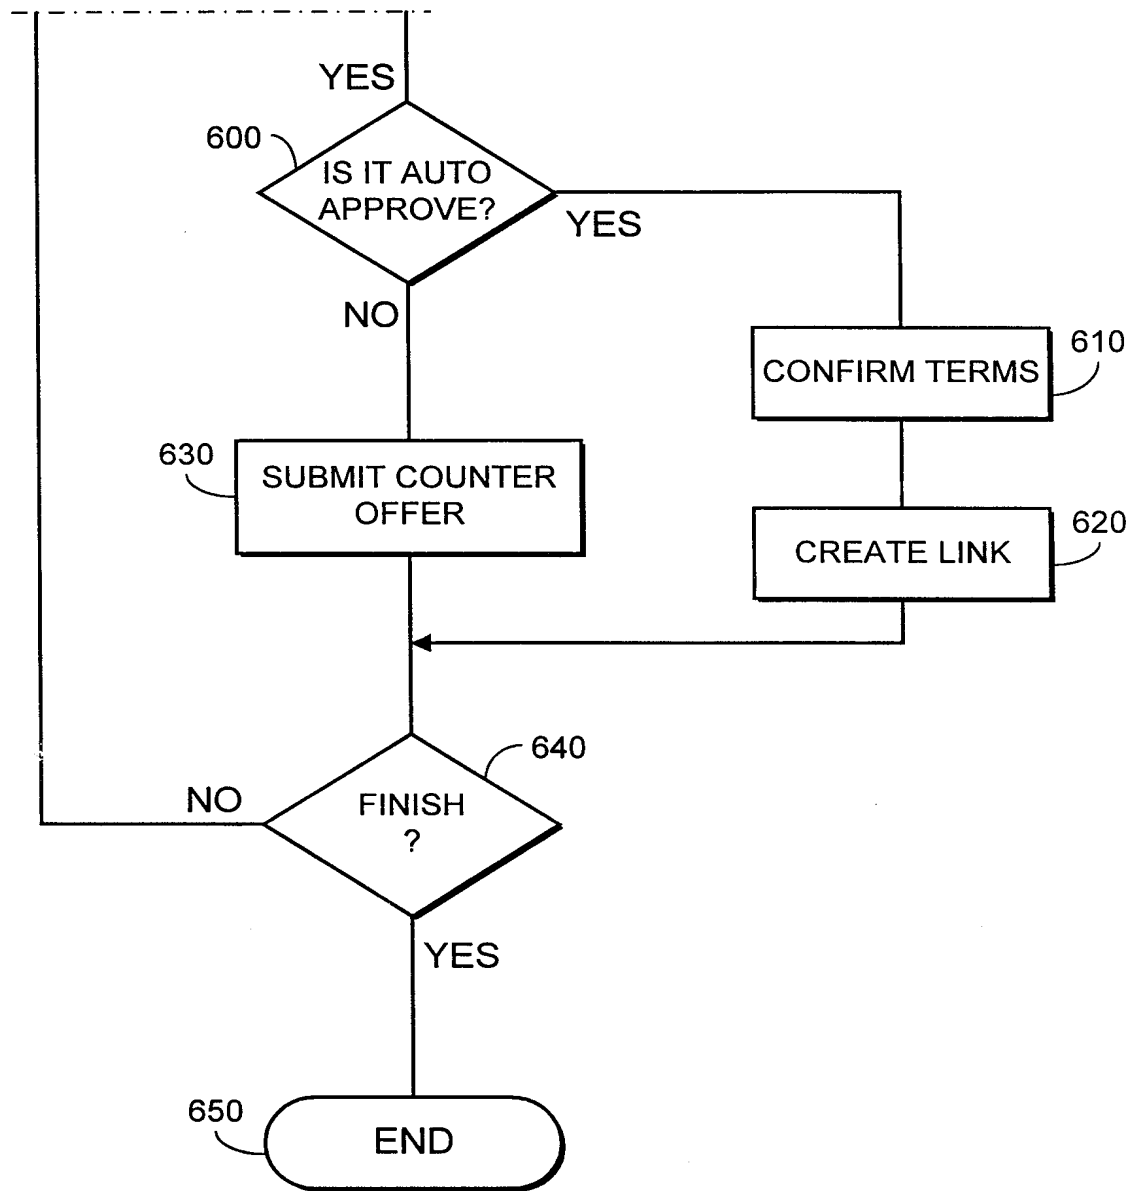 YES
600
IS IT AUTO
APPROVE?
YES
NO
610
CONFIRM TERMS
630
SUBMIT COUNTER
OFFER
620
CREATE LINK
640
NO
FINISH
?
YES
650
END